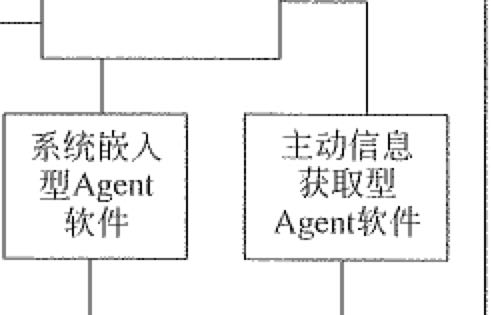 系统嵌入
型Agent
软件
主动信息
获取型
Agent软件